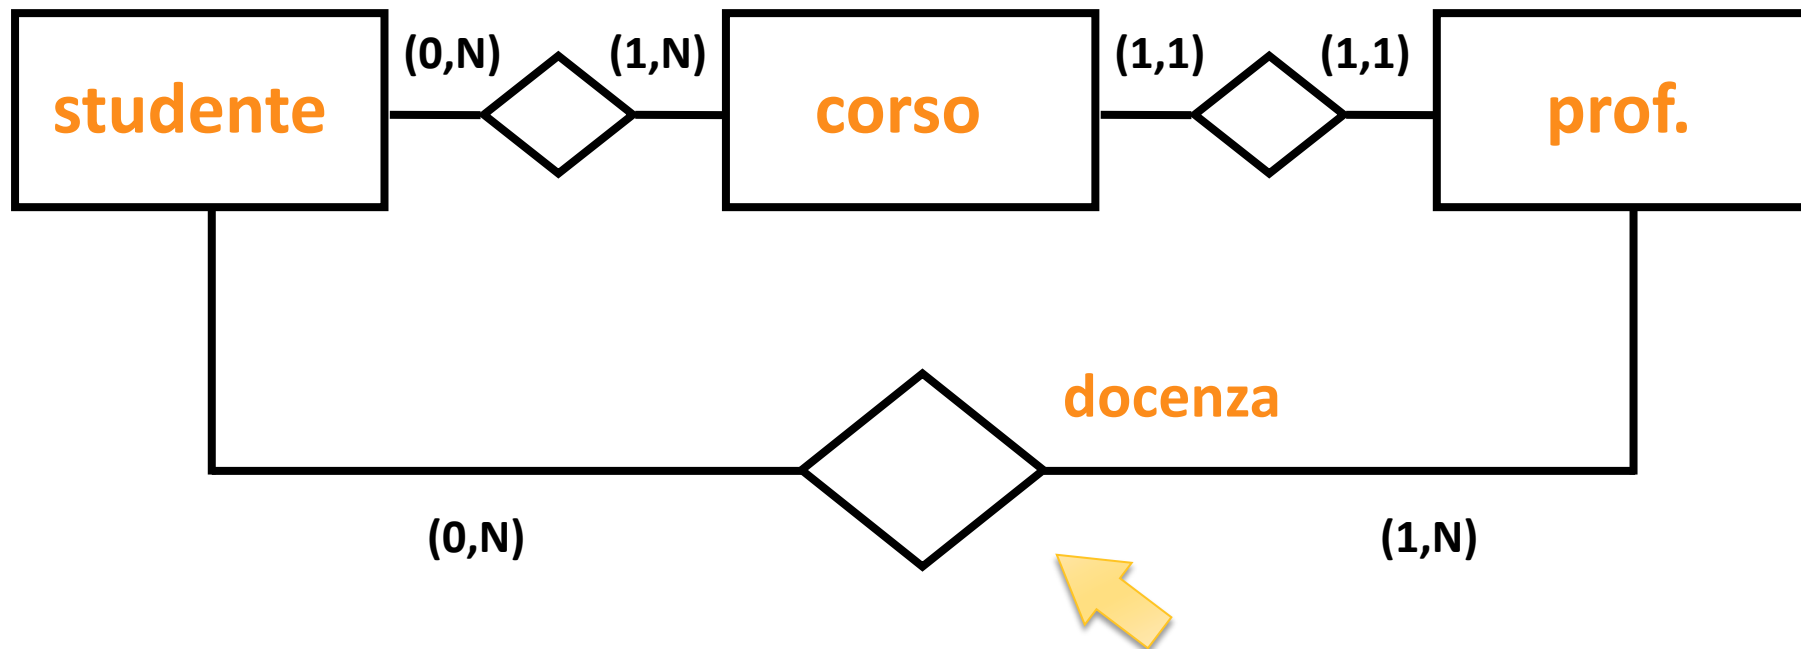 (0,N) (1,N) (1,1) (1,1)
studente corso prof.
docenza
(0,N) (1,N)